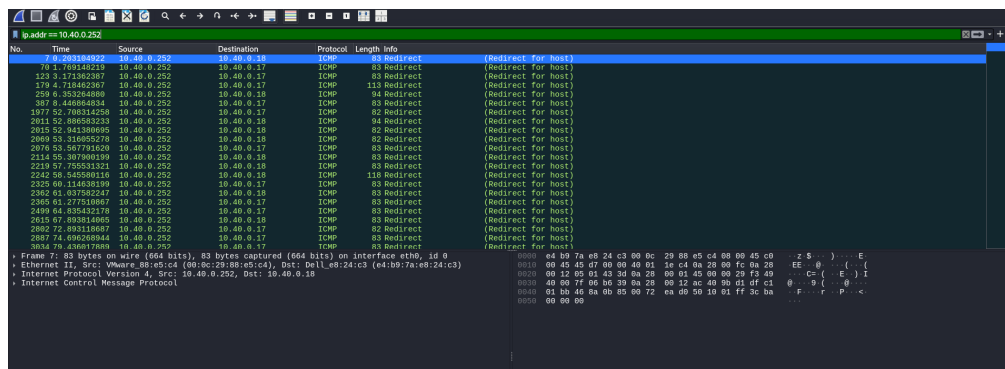 ip.addr == 10.40.0.252
No. Time Source Destination Protocol Length Info
7 0.203104922 10.40.0.252 10.40.0.18 ICMP 83 Redirect (Redirect for host)
70 1.769148219 10.40.0.252 10.40.0.17 ICMP 83 Redirect (Redirect for host)
123 3.171362387 10.40.0.252 10.40.0.17 ICMP 83 Redirect (Redirect for host)
179 4.718462367 10.40.0.252 10.40.0.17 ICMP 113 Redirect (Redirect for host)
259 6.353264880 10.40.0.252 10.40.0.18 ICMP 94 Redirect (Redirect for host)
387 8.446864834 10.40.0.252 10.40.0.17 ICMP 83 Redirect (Redirect for host)
1977 52.708314258 10.40.0.252 10.40.0.17 ICMP 82 Redirect (Redirect for host)
2011 52.886583233 10.40.0.252 10.40.0.18 ICMP 94 Redirect (Redirect for host)
2015 52.941380695 10.40.0.252 10.40.0.18 ICMP 82 Redirect (Redirect for host)
2069 53.316055278 10.40.0.252 10.40.0.18 ICMP 82 Redirect (Redirect for host)
2076 53.567791620 10.40.0.252 10.40.0.17 ICMP 83 Redirect (Redirect for host)
2114 55.307900199 10.40.0.252 10.40.0.18 ICMP 83 Redirect (Redirect for host)
2219 57.755531321 10.40.0.252 10.40.0.18 ICMP 83 Redirect (Redirect for host)
2242 58.545580116 10.40.0.252 10.40.0.18 ICMP 118 Redirect (Redirect for host)
2325 60.114638199 10.40.0.252 10.40.0.17 ICMP 83 Redirect (Redirect for host)
2362 61.037582247 10.40.0.252 10.40.0.18 ICMP 83 Redirect (Redirect for host)
2365 61.277510867 10.40.0.252 10.40.0.17 ICMP 83 Redirect (Redirect for host)
2499 64.835432178 10.40.0.252 10.40.0.17 ICMP 83 Redirect (Redirect for host)
2615 67.893814065 10.40.0.252 10.40.0.18 ICMP 83 Redirect (Redirect for host)
2802 72.893118687 10.40.0.252 10.40.0.17 ICMP 82 Redirect (Redirect for host)
2887 74.696268944 10.40.0.252 10.40.0.17 ICMP 83 Redirect (Redirect for host)
3034 79.436017889 10.40.0.252 10.40.0.18 ICMP 83 Redirect (Redirect for host)
Frame 7: 83 bytes on wire (664 bits), 83 bytes captured (664 bits) on interface eth0, id 0
Ethernet II, Src: VMware_88:e5:c4 (00:0c:29:88:e5:c4), Dst: Dell_e8:24:c3 (e4:b9:7a:e8:24:c3)
Internet Protocol Version 4, Src: 10.40.0.252, Dst: 10.40.0.18
Internet Control Message Protocol
0000 e4 b9 7a e8 24 c3 00 0c 29 88 e5 c4 08 00 45 c0 ··z·$··· )·····E·
0010 00 45 45 d7 00 00 40 01 1e c4 0a 28 00 fc 0a 28 ·EE···@· ···(···(
0020 00 12 05 01 43 3d 0a 28 00 01 45 00 00 29 f3 49 ····C=·( ··E··)·I
0030 40 00 7f 06 b6 39 0a 28 00 12 ac 40 9b d1 df c1 @····9·( ···@····
0040 01 bb 46 8a 0b 85 00 72 ea d0 50 10 01 ff 3c ba ··F····r ··P···<·
0050 00 00 00 ···